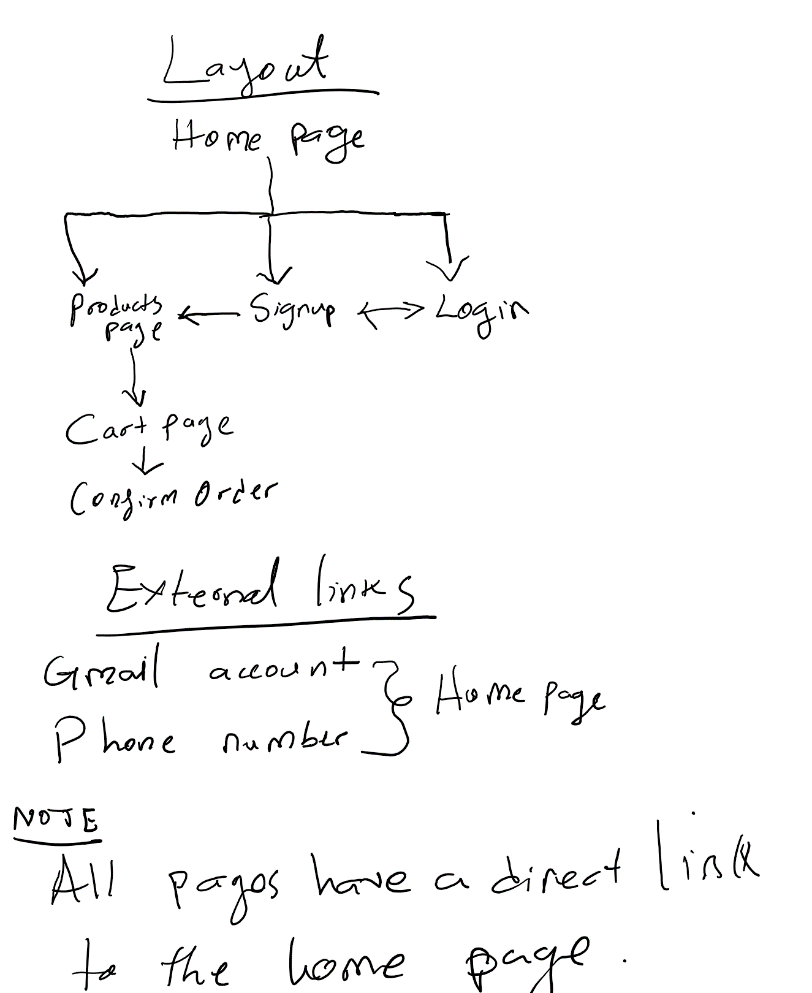 Layout
Home page
Products page Signup Login
Cart page
Confirm Order
External links
Gmail account
Phone number
Home page
NOTE
All pages have a direct link
to the home page.